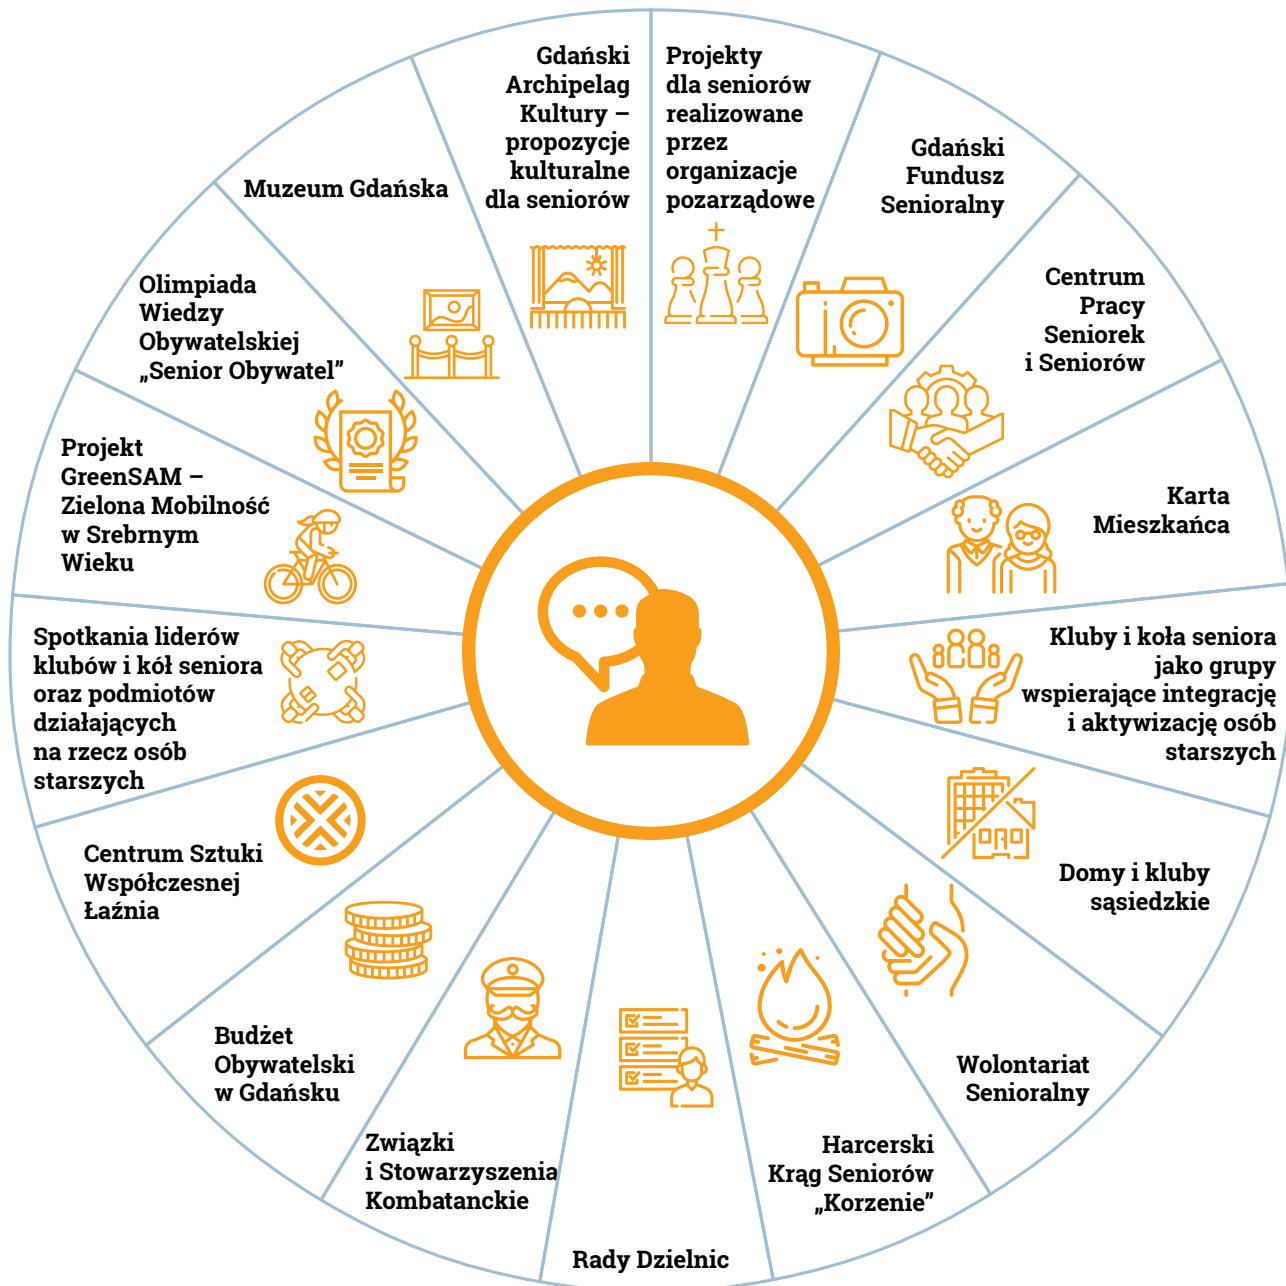 Gdański
Archipelag
Kultury –
propozycje
kulturalne
dla seniorów
Projekty
dla seniorów
realizowane
przez
organizacje
pozarządowe
Gdański
Fundusz
Senioralny
Centrum
Pracy
Seniorek
i Seniorów
Karta
Mieszkańca
Kluby i koła seniora
jako grupy
wspierające integrację
i aktywizację osób
starszych
Domy i kluby
sąsiedzkie
Wolontariat
Senioralny
Harcerski
Krąg Seniorów
„Korzenie”
Rady Dzielnic
Związki
i Stowarzyszenia
Kombatanckie
Budżet
Obywatelski
w Gdańsku
Centrum Sztuki
Współczesnej
Łaźnia
Spotkania liderów
klubów i kół seniora
oraz podmiotów
działających
na rzecz osób
starszych
Projekt
GreenSAM –
Zielona Mobilność
w Srebrnym
Wieku
Olimpiada
Wiedzy
Obywatelskiej
„Senior Obywatel”
Muzeum Gdańska